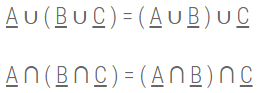 A ∪ ( B ∪ C ) = ( A ∪ B ) ∪ C
A ∩ ( B ∩ C ) = ( A ∩ B ) ∩ C